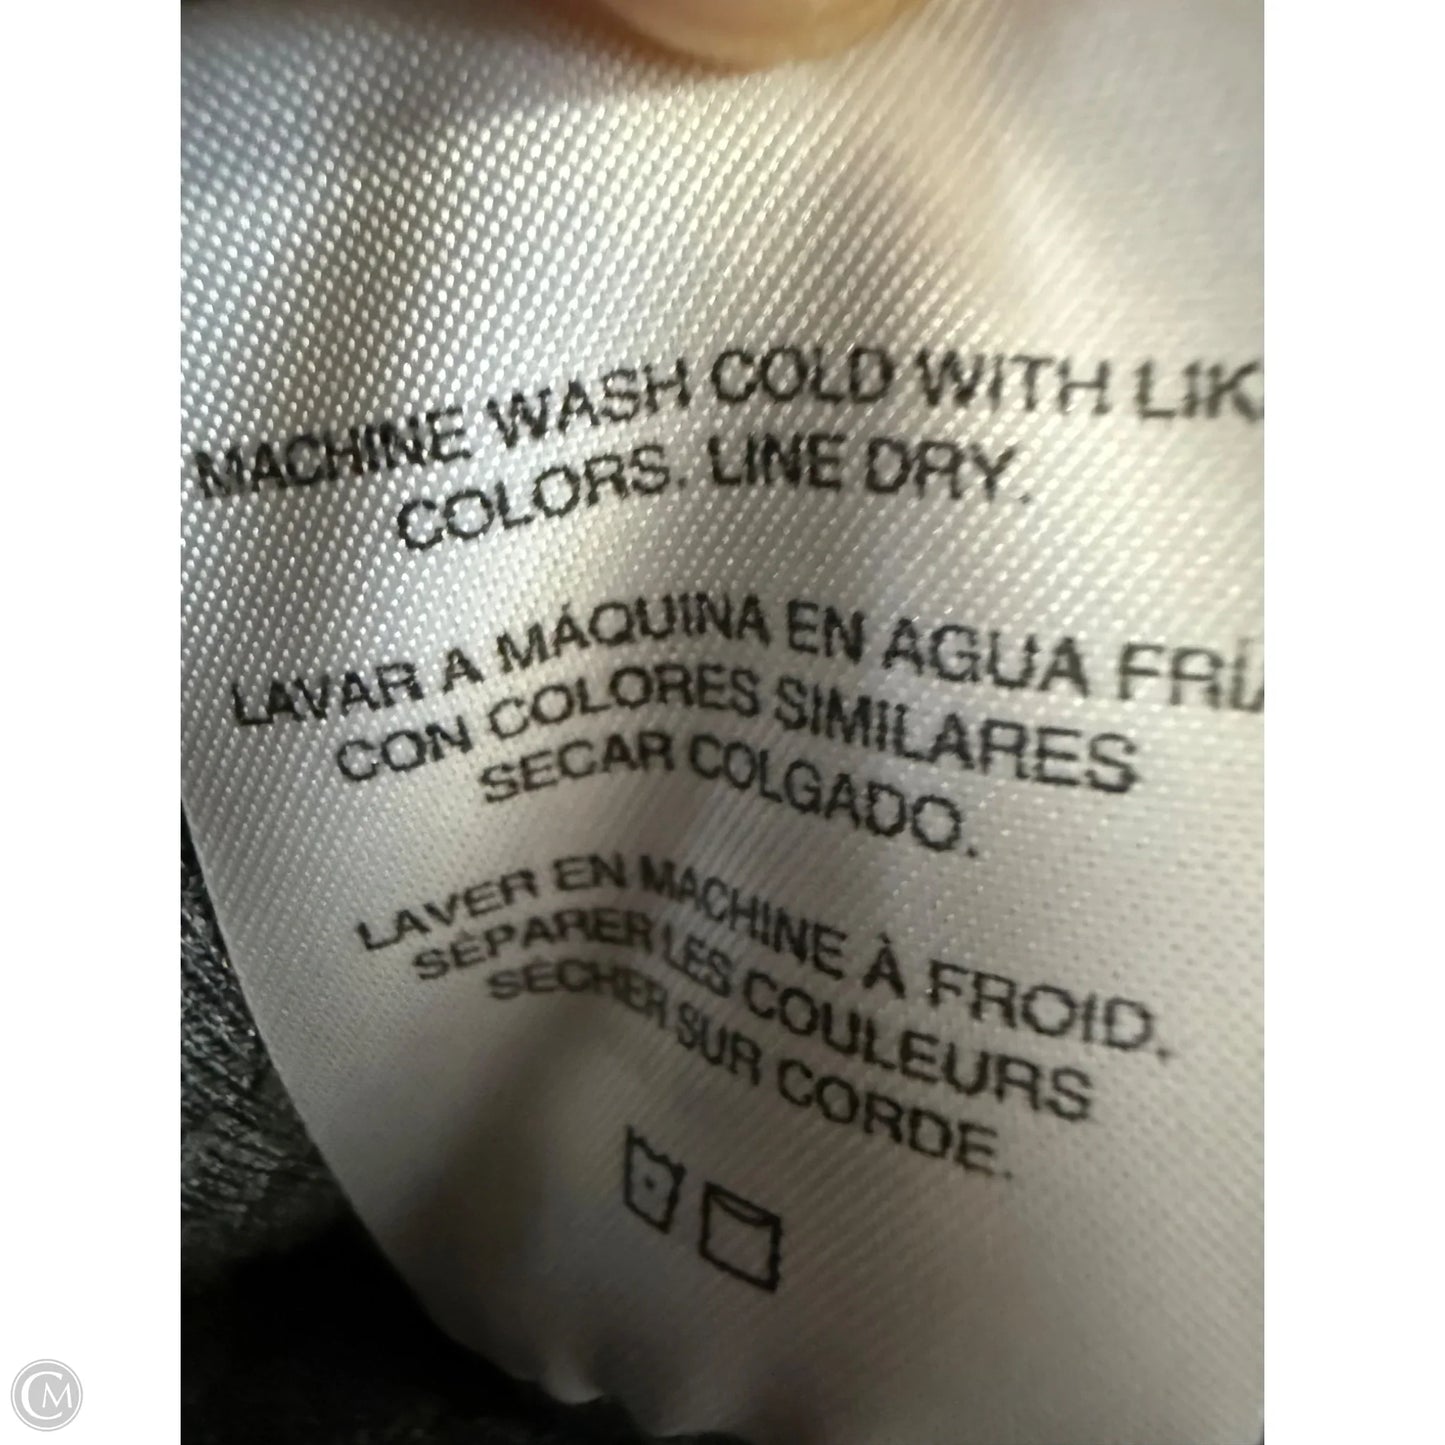 MACHINE WASH COLD WITH LIK
COLORS. LINE DRY.
LAVAR A MÁQUINA EN AGUA FRÍA
CON COLORES SIMILARES
SECAR COLGADO.
LAVER EN MACHINE À FROID.
SÉPARER LES COULEURS
SÉCHER SUR CORDE.
CM